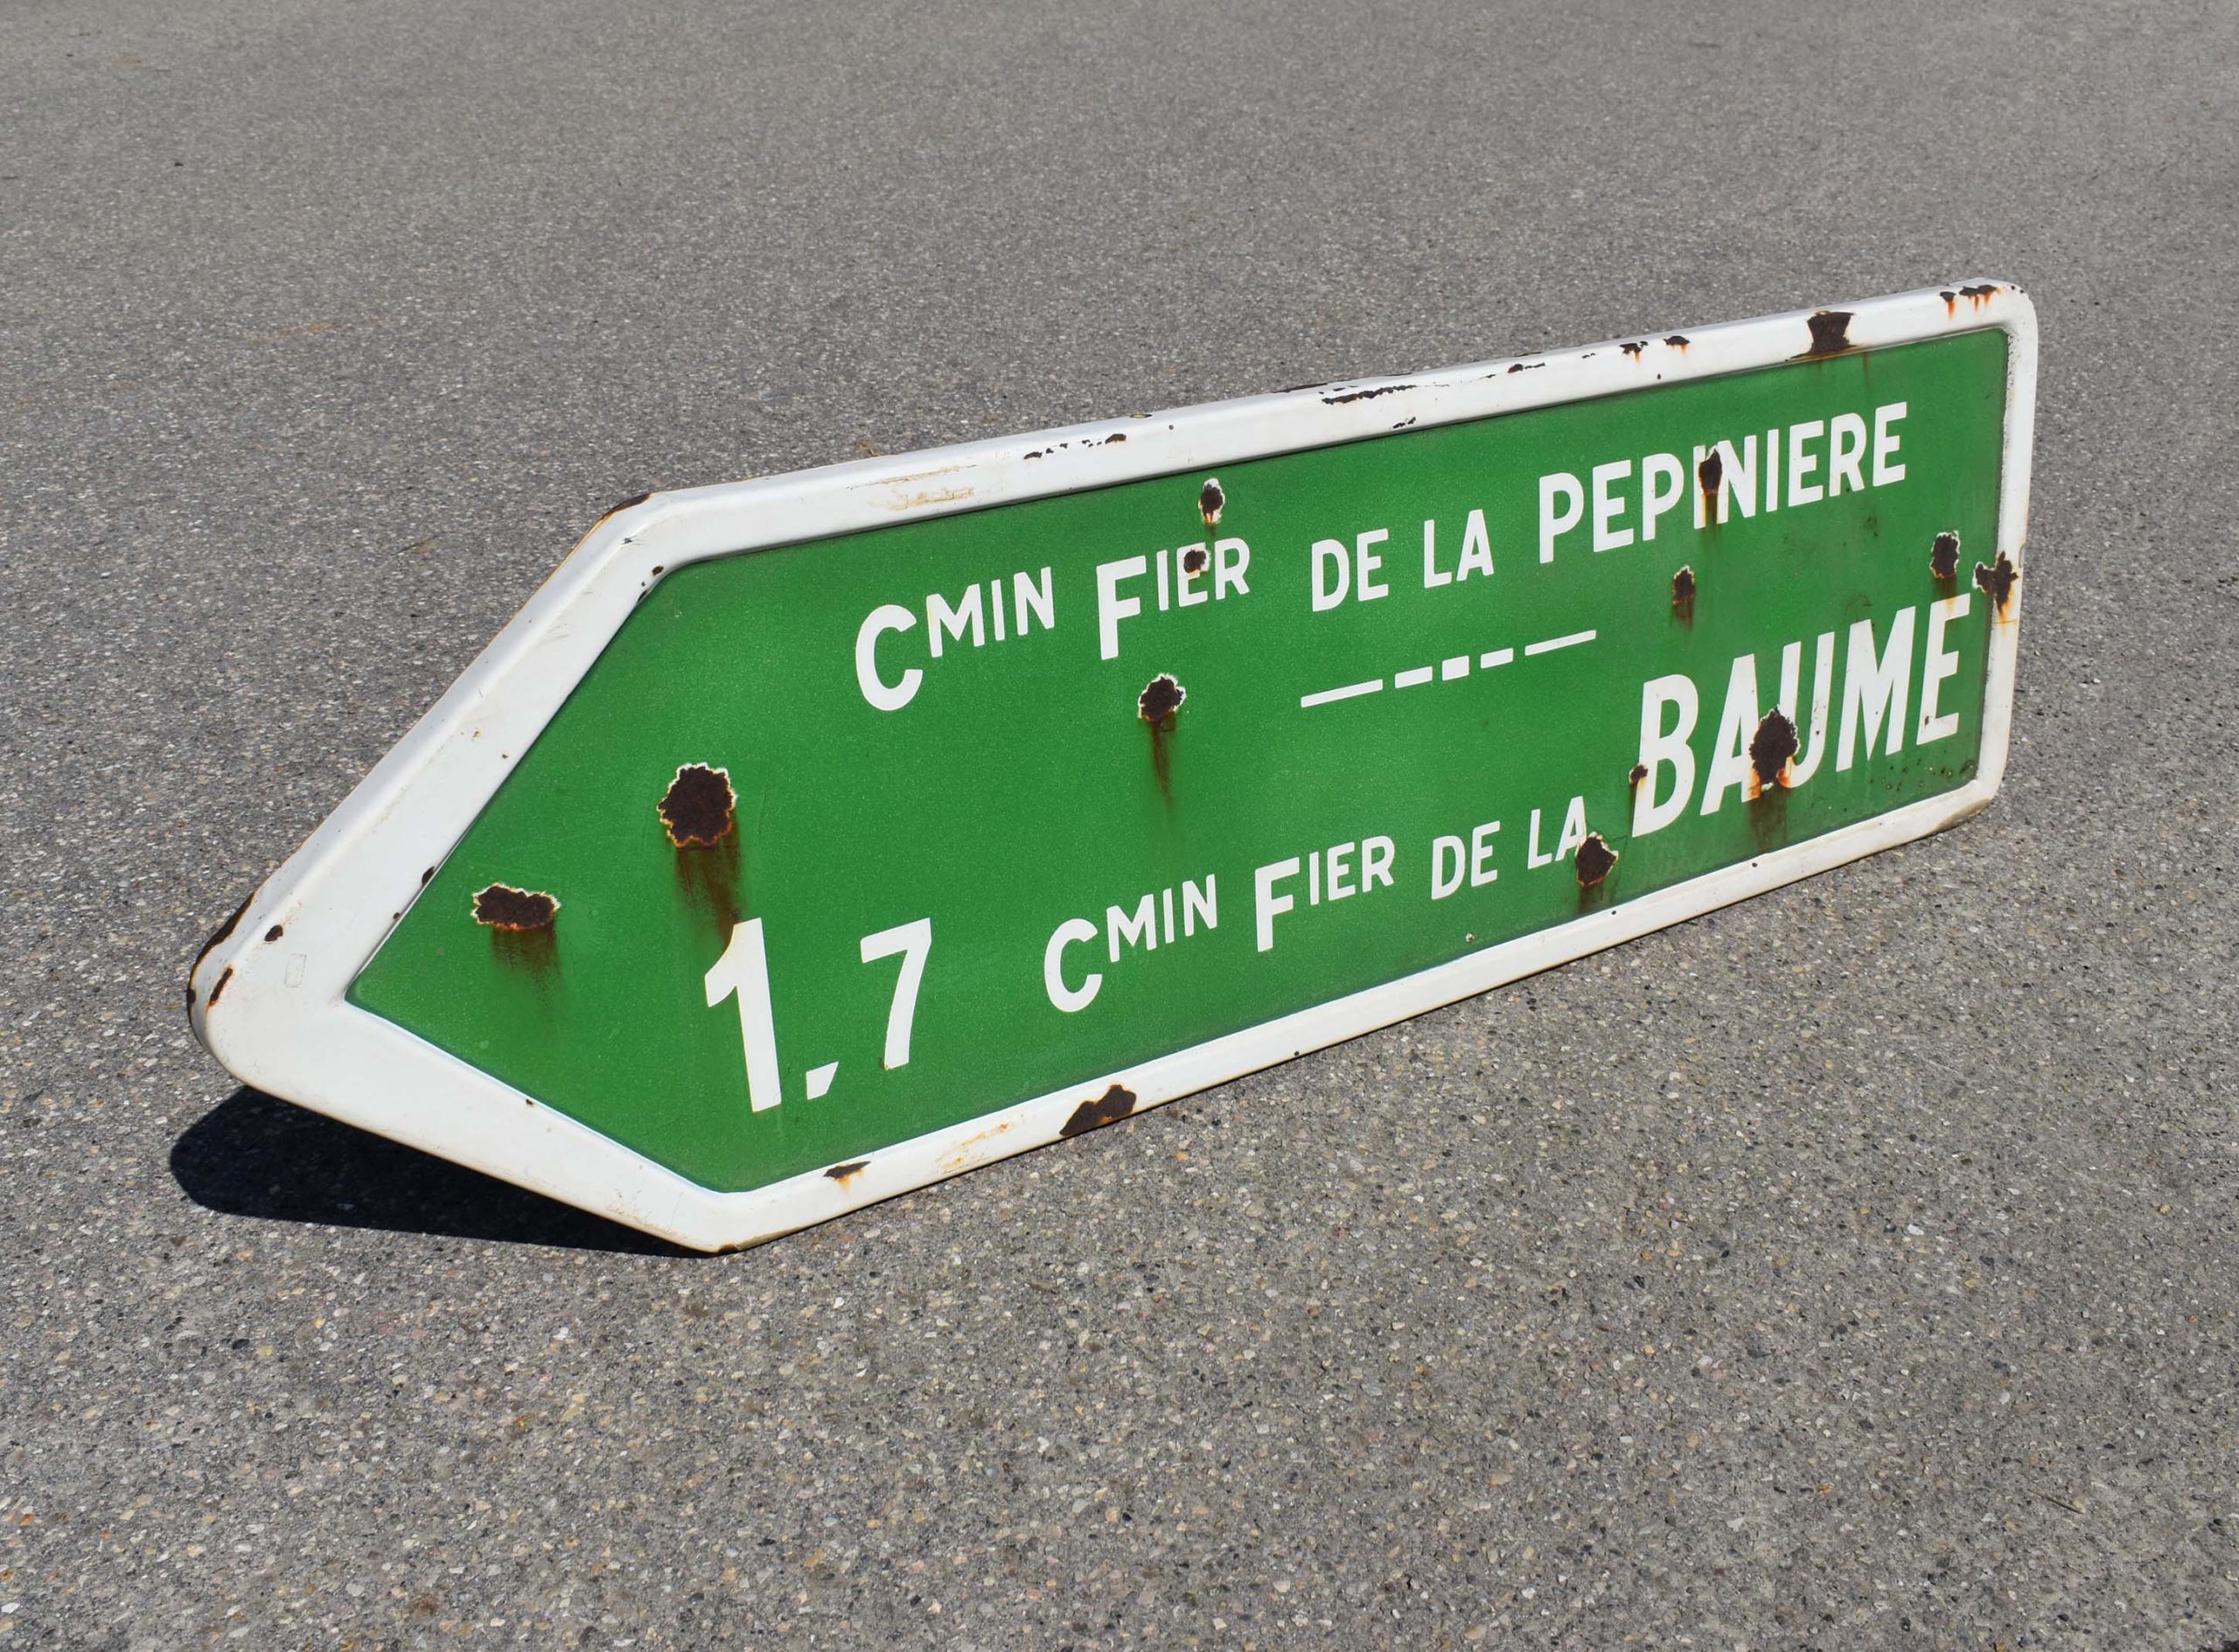 CMIN FIER DE LA PEPINIERE
1,7 CMIN FIER DE LA BAUME